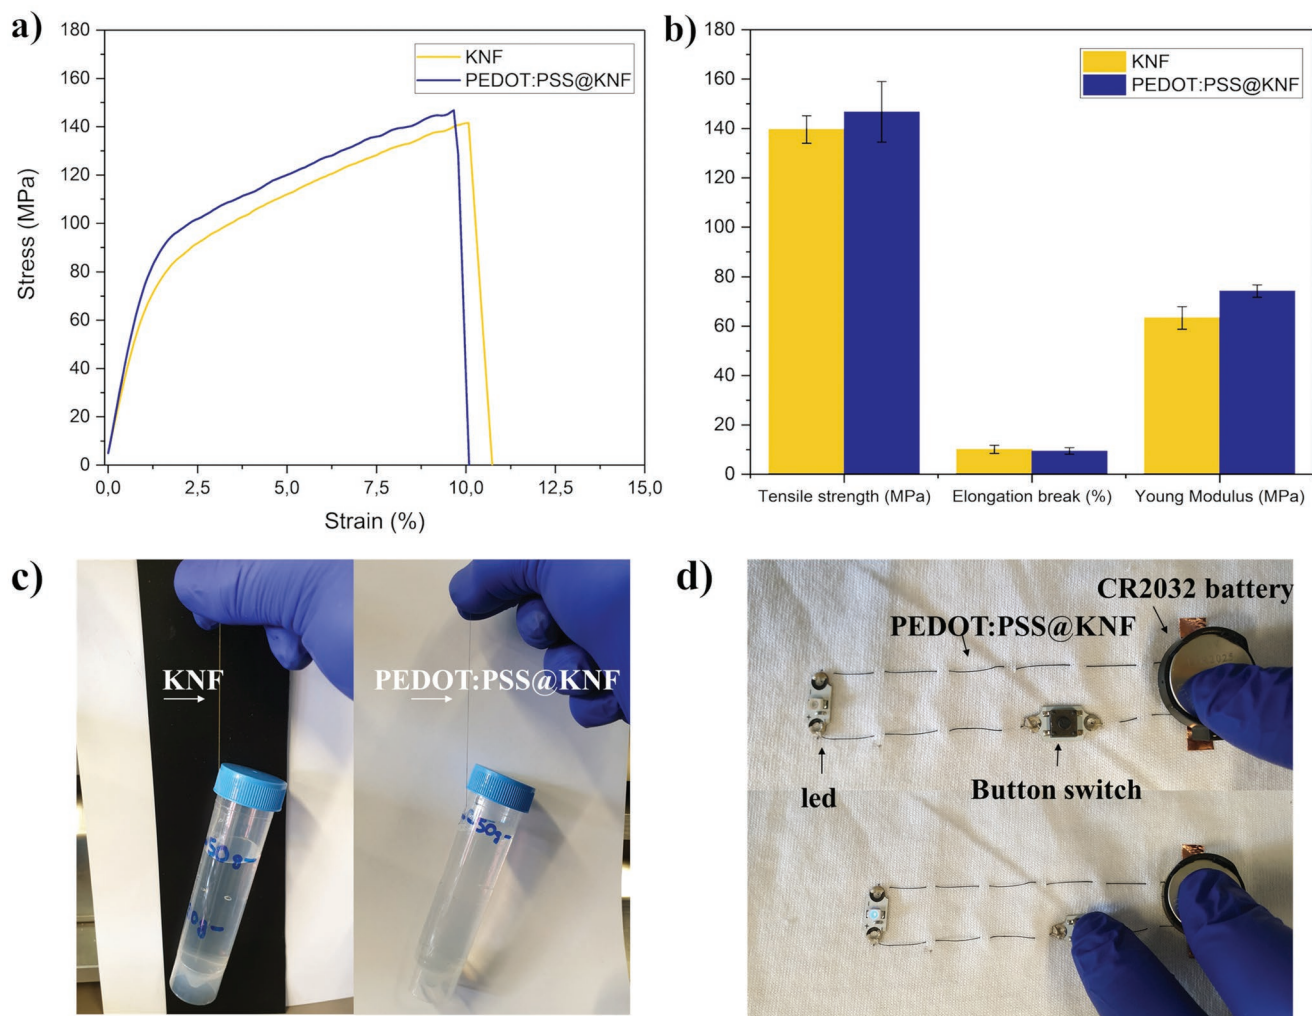 a)
180
160
140
120
100
80
60
40
20
0
Stress (MPa)
KNF
PEDOT:PSS@KNF
0,0 2,5 5,0 7,5 10,0 12,5 15,0
Strain (%)
b)
180
160
140
120
100
80
60
40
20
0
KNF
PEDOT:PSS@KNF
Tensile strength (MPa) Elongation break (%) Young Modulus (MPa)
c)
KNF
PEDOT:PSS@KNF
50g-
50g-
d)
CR2032 battery
PEDOT:PSS@KNF
led
Button switch